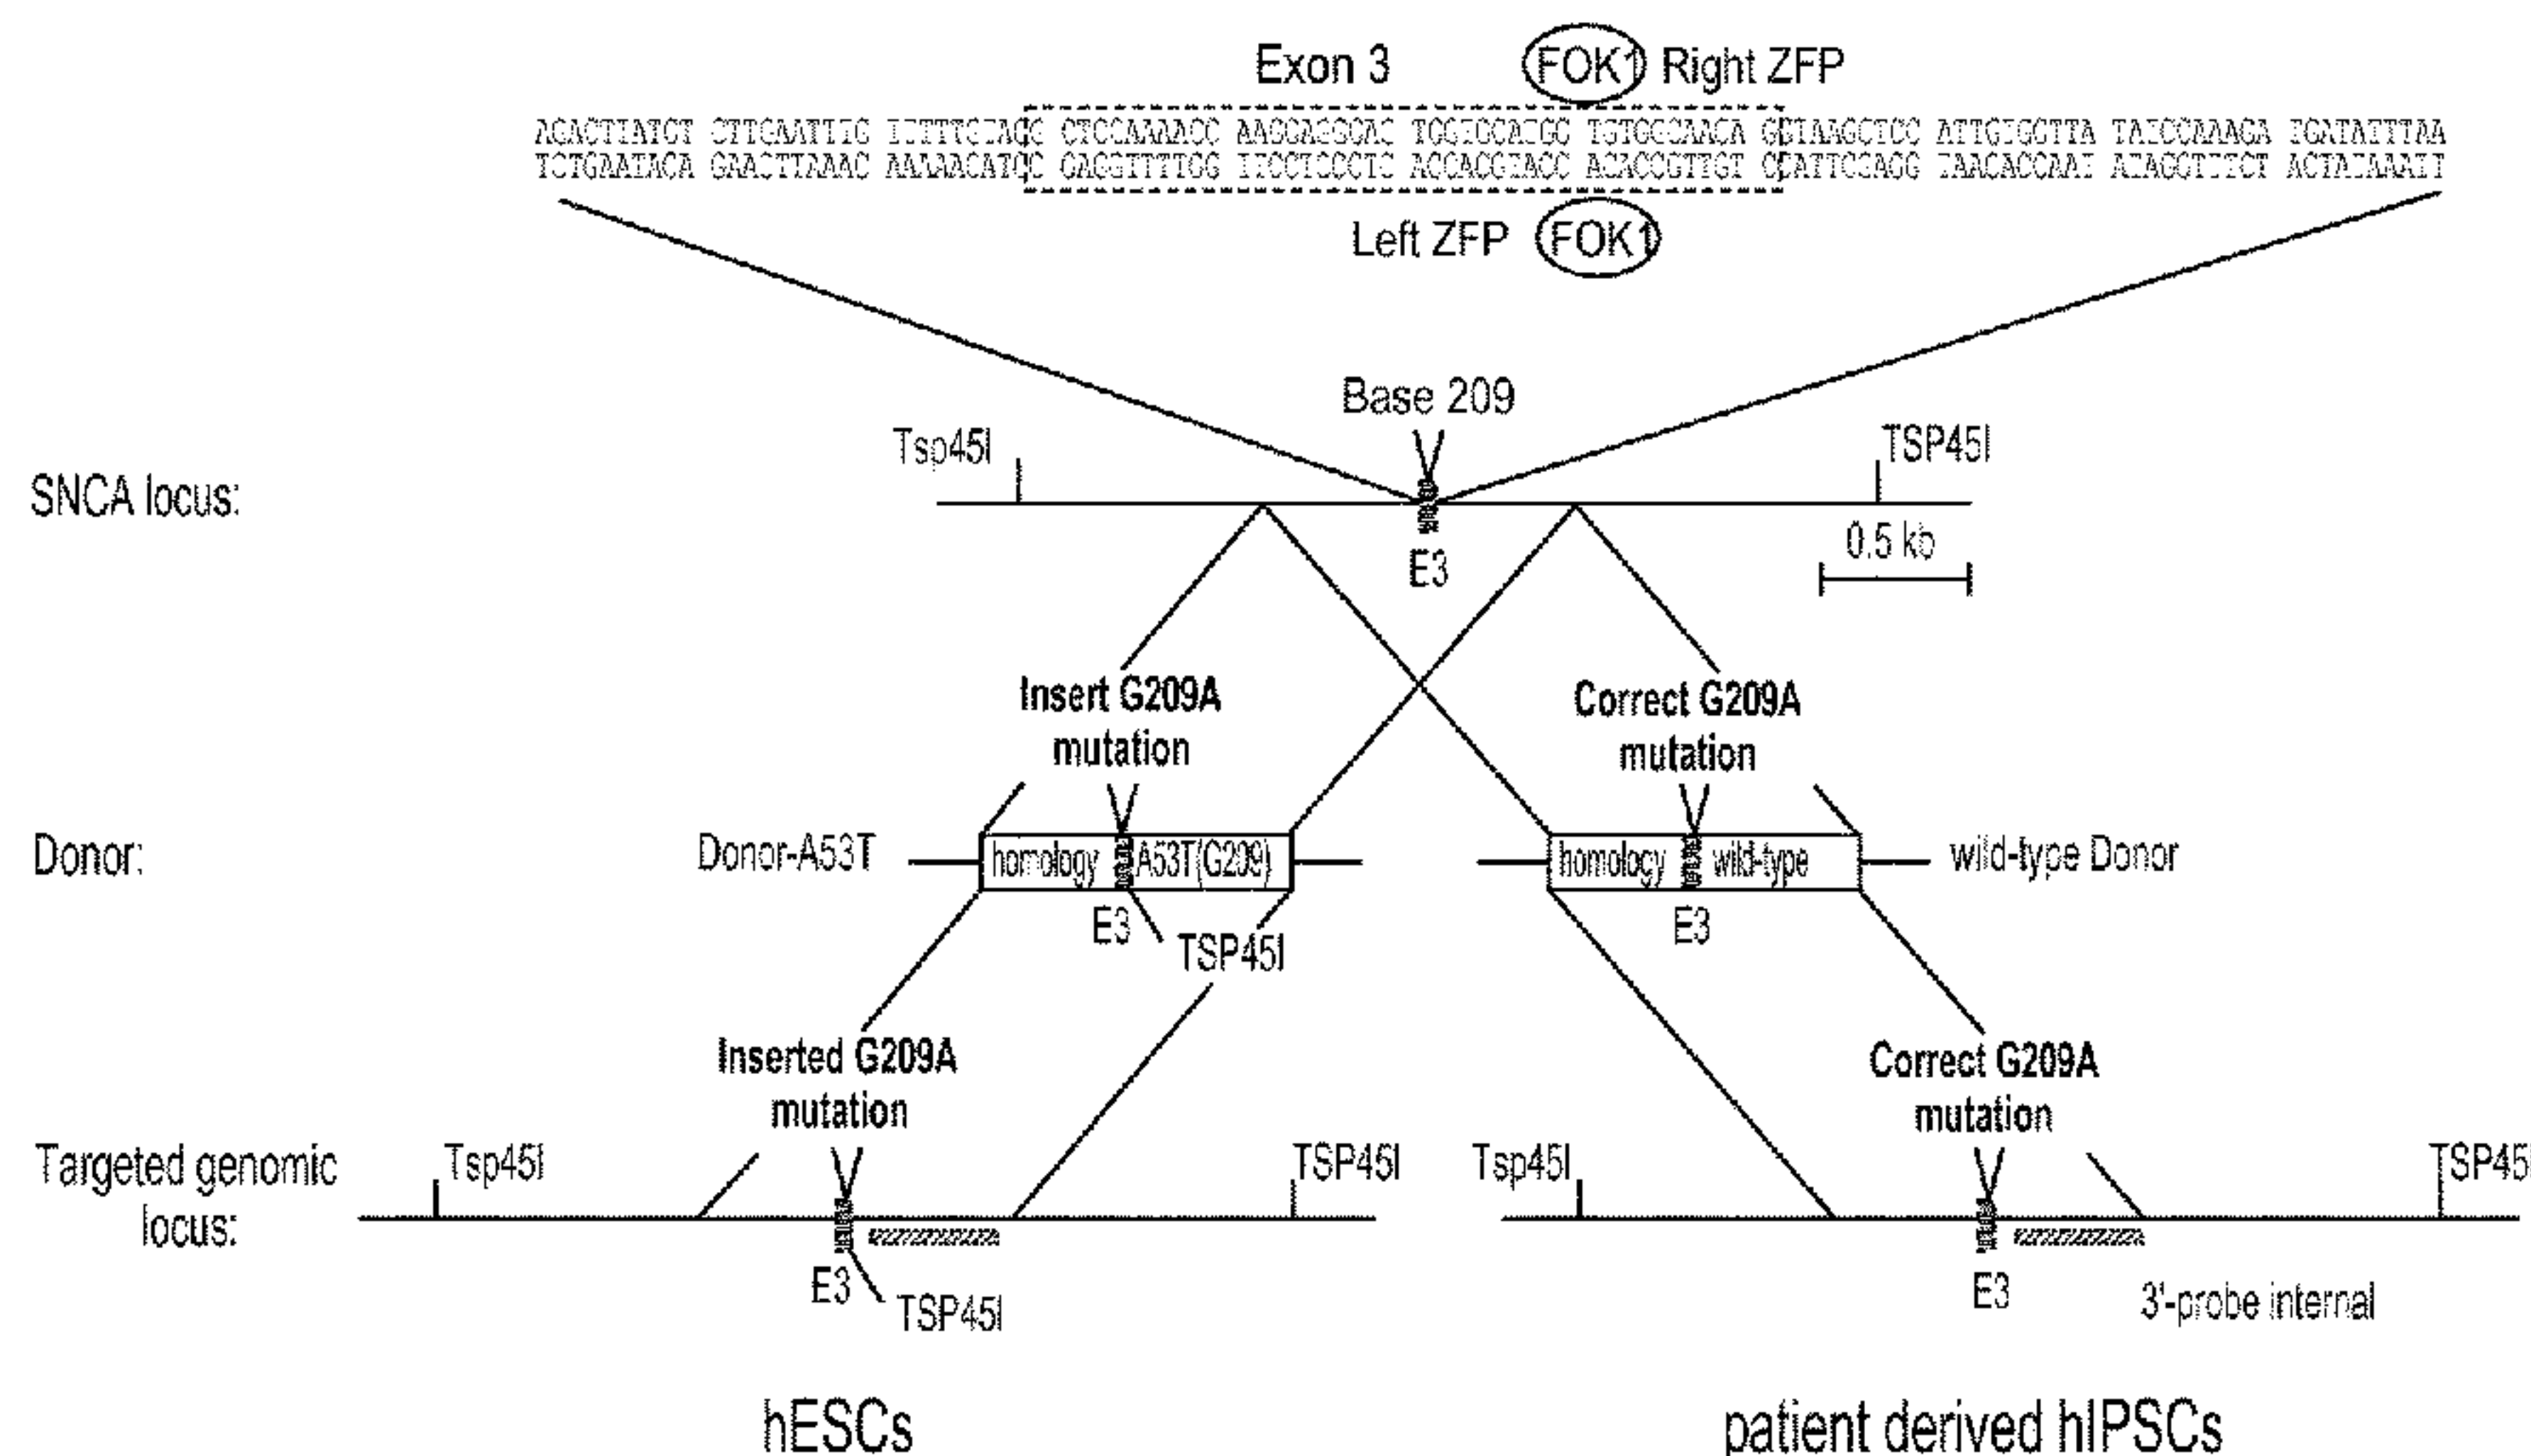 Exon 3
FOK1
Right ZFP
Left ZFP
FOK1
Base 209
Tsp45I
TSP45I
SNCA locus:
E3
0.5 kb
Insert G209A
mutation
Correct G209A
mutation
Donor:
Donor-A53T
homology
A53T(G209)
homology
wild-type
wild-type Donor
E3
TSP45I
E3
Inserted G209A
mutation
Correct G209A
mutation
Targeted genomic
locus:
Tsp45I
TSP45I
Tsp45I
TSP45I
E3
TSP45I
E3
3'-probe internal
hESCs
patient derived hIPSCs